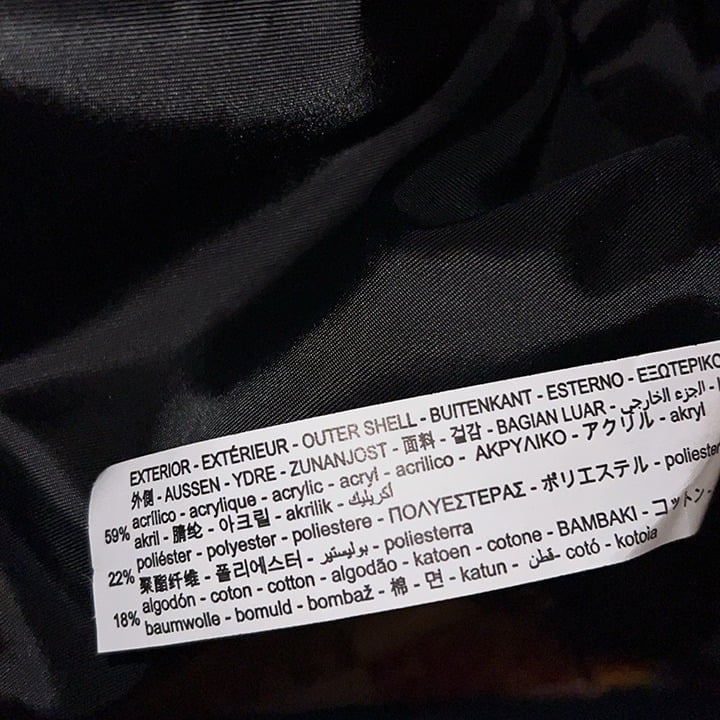 EXTERIOR - EXTÉRIEUR - OUTER SHELL - BUITENKANT - ESTERNO - ΕΞΩΤΕΡΙΚΟ
外側 - AUSSEN - YDRE - ZUNANJOST - 面料 - 겉감 - BAGIAN LUAR - الجزء الخارجي -
59% acrílico - acrylique - acrylic - acryl - acrilico - ΑΚΡΥΛΙΚΟ - アクリル - akryl
akril - 腈纶 - 아크릴 - akrilik - أكريليك
22% poliéster - polyester - poliestere - ΠΟΛΥΕΣΤΕΡΑΣ - ポリエステル - poliester
聚酯纤维 - 폴리에스터 - بوليستير - poliesterra
18% algodón - coton - cotton - algodão - katoen - cotone - BAMBAKI - コットン -
baumwolle - bomuld - bombaž - 棉 - 면 - katun - قطن - cotó - kotoia